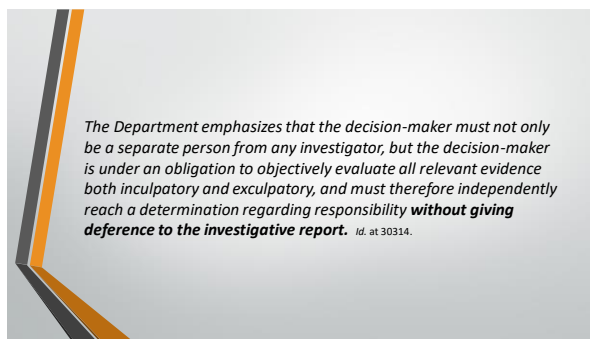 The Department emphasizes that the decision-maker must not only
be a separate person from any investigator, but the decision-maker
is under an obligation to objectively evaluate all relevant evidence
both inculpatory and exculpatory, and must therefore independently
reach a determination regarding responsibility without giving
deference to the investigative report. Id. at 30314.